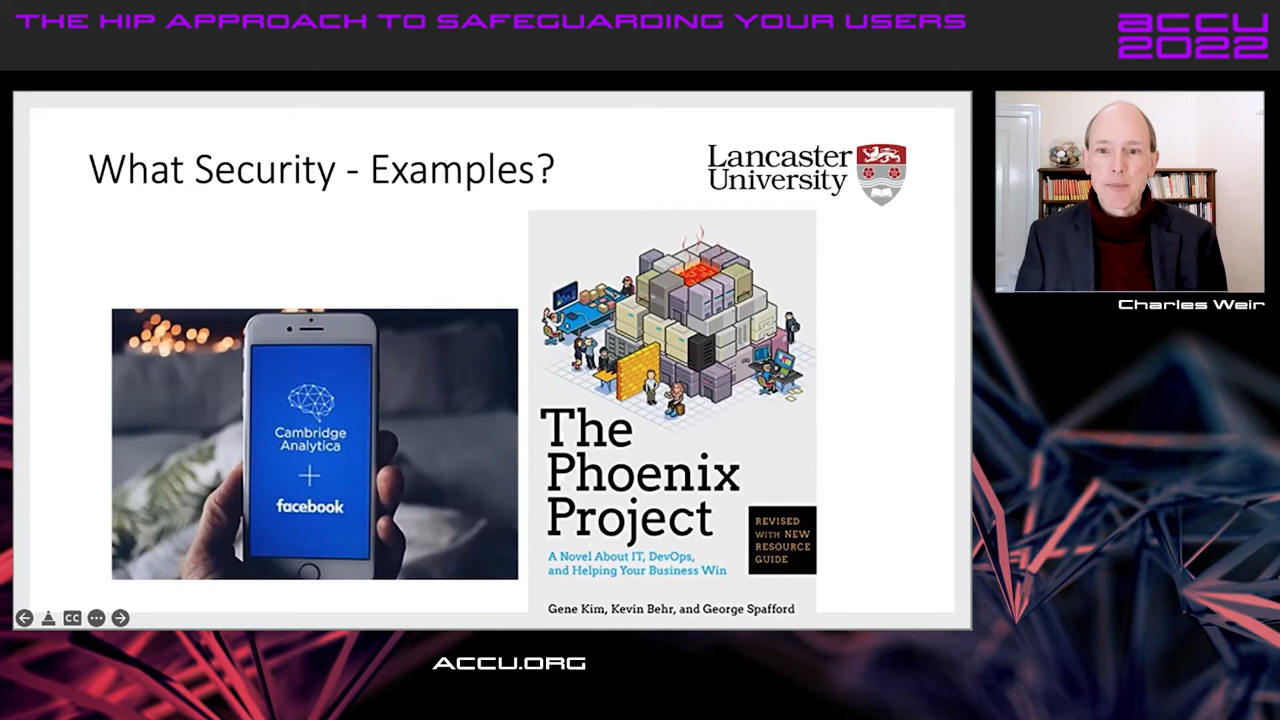 THE HIP APPROACH TO SAFEGUARDING YOUR USERS
accu
2022
What Security - Examples?
Lancaster
University
Cambridge
Analytica
+
facebook
The
Phoenix
Project
A Novel About IT, DevOps,
and Helping Your Business Win
REVISED
WITH NEW
RESOURCE
GUIDE
Gene Kim, Kevin Behr, and George Spafford
CC
Charles Weir
ACCU.ORG